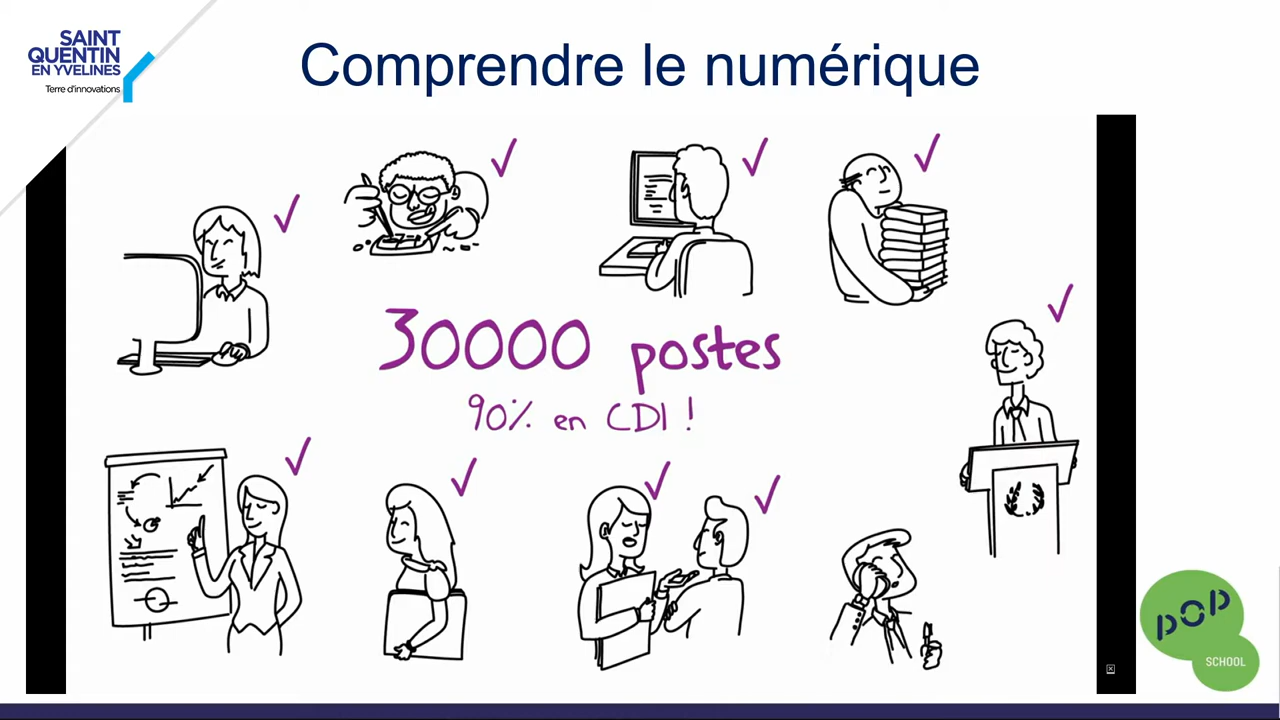 SAINT
QUENTIN
EN YVELINES
Terre d'innovations
Comprendre le numérique
30000 postes
90% en CDI !
POP
SCHOOL